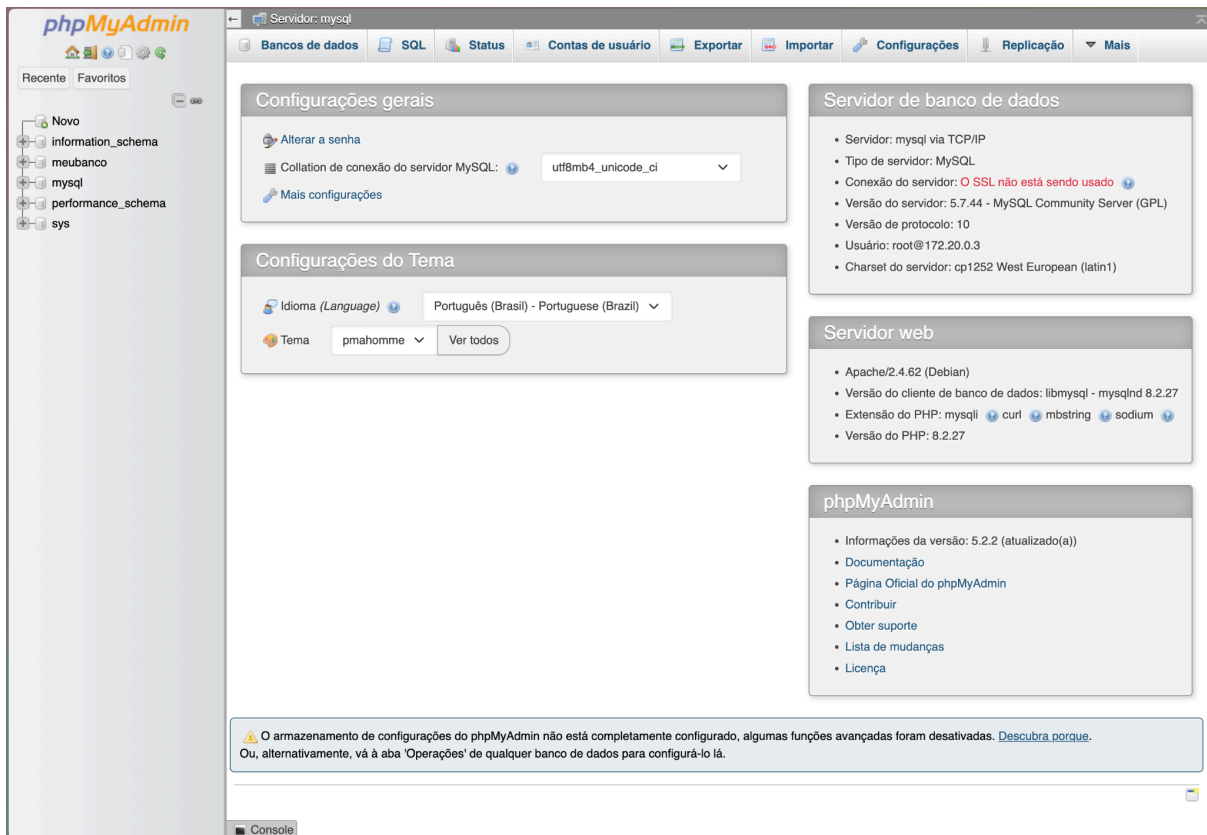 phpMyAdmin
Recente Favoritos
Novo
information_schema
meubanco
mysql
performance_schema
sys
Servidor: mysql
Bancos de dados SQL Status Contas de usuário Exportar Importar Configurações Replicação Mais
Configurações gerais
Alterar a senha
Collation de conexão do servidor MySQL: utf8mb4_unicode_ci
Mais configurações
Configurações do Tema
Idioma (Language) Português (Brasil) - Portuguese (Brazil)
Tema pmahomme Ver todos
Servidor de banco de dados
• Servidor: mysql via TCP/IP
• Tipo de servidor: MySQL
• Conexão do servidor: O SSL não está sendo usado
• Versão do servidor: 5.7.44 - MySQL Community Server (GPL)
• Versão de protocolo: 10
• Usuário: root@172.20.0.3
• Charset do servidor: cp1252 West European (latin1)
Servidor web
• Apache/2.4.62 (Debian)
• Versão do cliente de banco de dados: libmysql - mysqlnd 8.2.27
• Extensão do PHP: mysqli curl mbstring sodium
• Versão do PHP: 8.2.27
phpMyAdmin
• Informações da versão: 5.2.2 (atualizado(a))
• Documentação
• Página Oficial do phpMyAdmin
• Contribuir
• Obter suporte
• Lista de mudanças
• Licença
O armazenamento de configurações do phpMyAdmin não está completamente configurado, algumas funções avançadas foram desativadas. Descubra porque.
Ou, alternativamente, vá à aba 'Operações' de qualquer banco de dados para configurá-lo lá.
Console